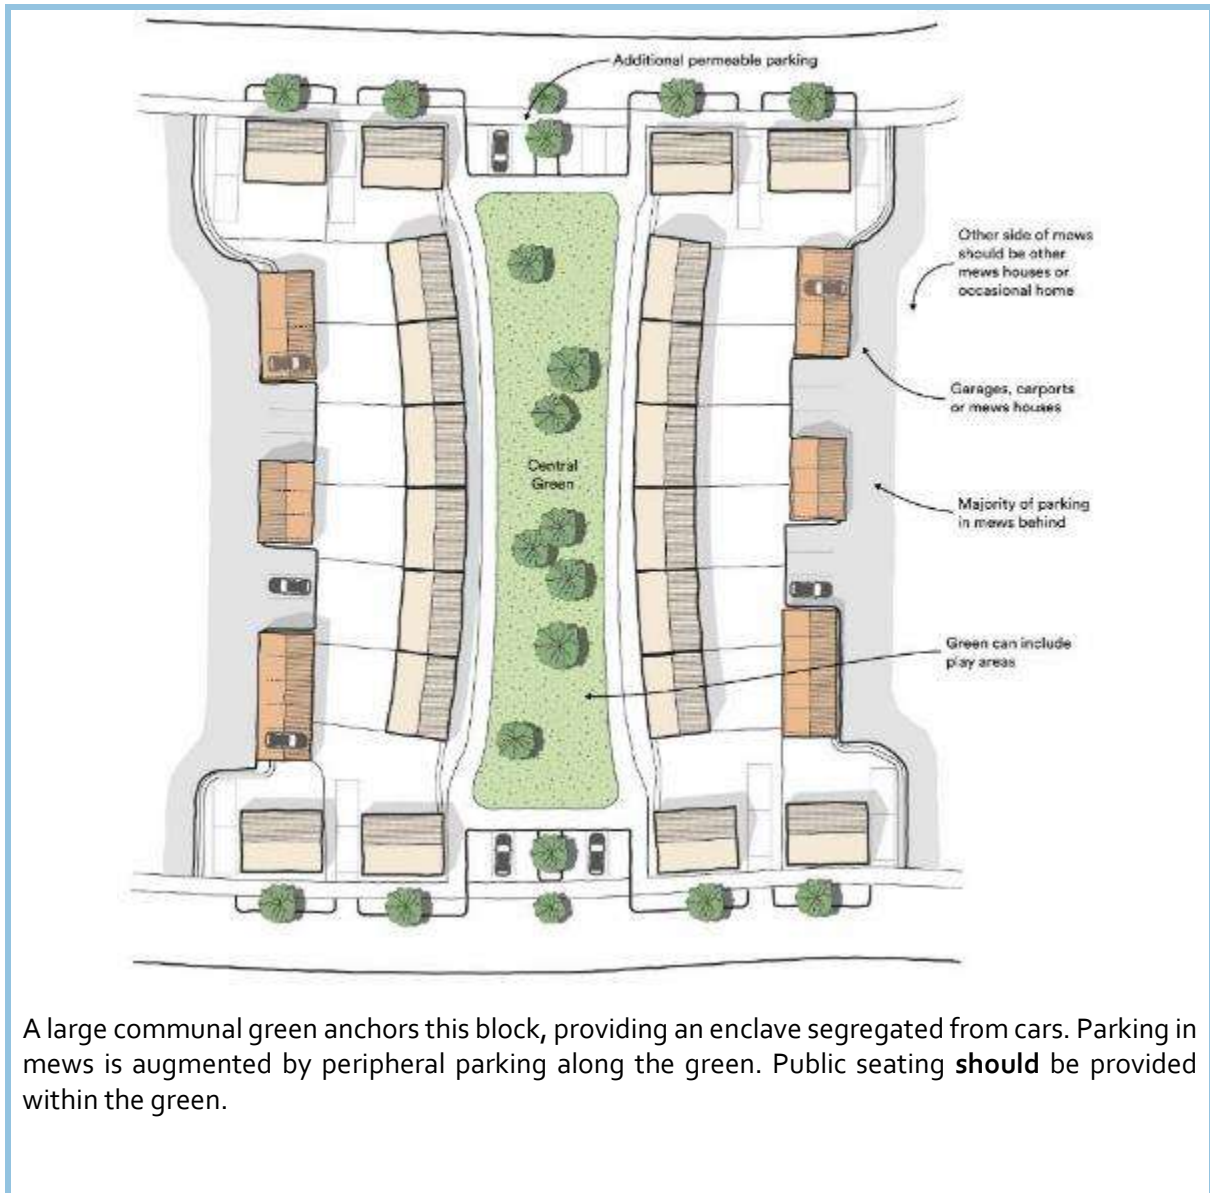 Additional permeable parking
Other side of mews
should be other
mews houses or
occasional home
Garages, carports
or mews houses
Central
Green
Majority of parking
in mews behind
Green can include
play areas
A large communal green anchors this block, providing an enclave segregated from cars. Parking in
mews is augmented by peripheral parking along the green. Public seating should be provided
within the green.